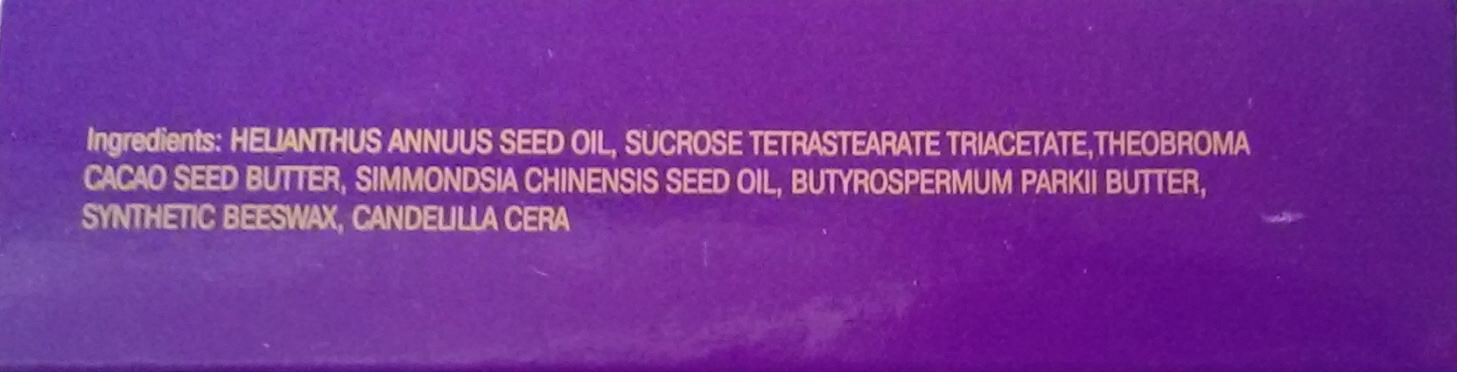 Ingredients: HELIANTHUS ANNUUS SEED OIL, SUCROSE TETRASTEARATE TRIACETATE,THEOBROMA
CACAO SEED BUTTER, SIMMONDSIA CHINENSIS SEED OIL, BUTYROSPERMUM PARKII BUTTER,
SYNTHETIC BEESWAX, CANDELILLA CERA